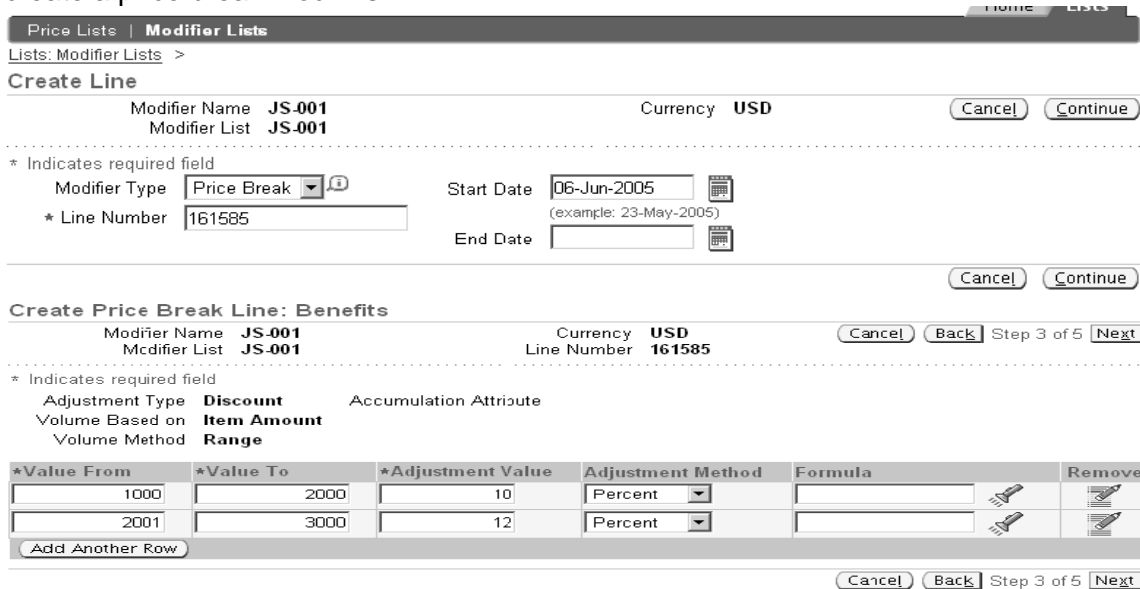 Price Lists | Modifier Lists
Lists: Modifier Lists >
Create Line
Modifier Name JS-001 Currency USD Cancel Continue
Modifier List JS-001
* Indicates required field
Modifier Type Price Break Start Date 06-Jun-2005
* Line Number 161585 (example: 23-May-2005)
End Date
Cancel Continue
Create Price Break Line: Benefits
Modifier Name JS-001 Currency USD Cancel Back Step 3 of 5 Next
Modifier List JS-001 Line Number 161585
* Indicates required field
Adjustment Type Discount Accumulation Attribute
Volume Based on Item Amount
Volume Method Range
*Value From *Value To *Adjustment Value Adjustment Method Formula Remove
1000 2000 10 Percent
2001 3000 12 Percent
Add Another Row
Cancel Back Step 3 of 5 Next